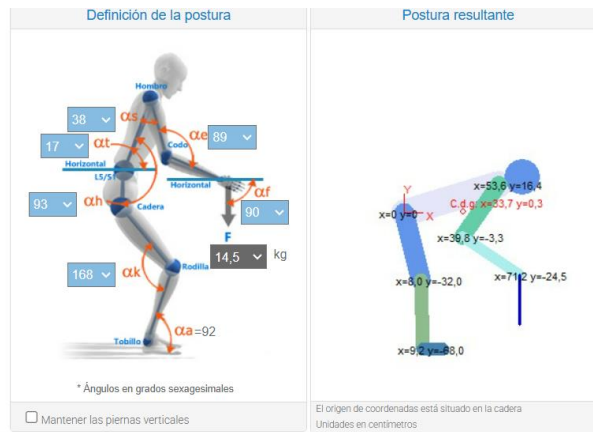 Definición de la postura
Hombro
38
αs
17
αt
αe
89
Codo
Horizontal
L5/S1
Horizontal
αf
93
αh
Cadera
90
F
14,5
kg
168
αk
Rodilla
αa=92
Tobillo
* Ángulos en grados sexagesimales
Mantener las piernas verticales
Postura resultante
x=53,6 y=16,4
Y
C.d.g: x=33,7 y=0,3
x=0 y=0
X
x=39,8 y=-3,3
x=8,0 y=-32,0
x=71,2 y=-24,5
x=9,2 y=-68,0
El origen de coordenadas está situado en la cadera
Unidades en centímetros